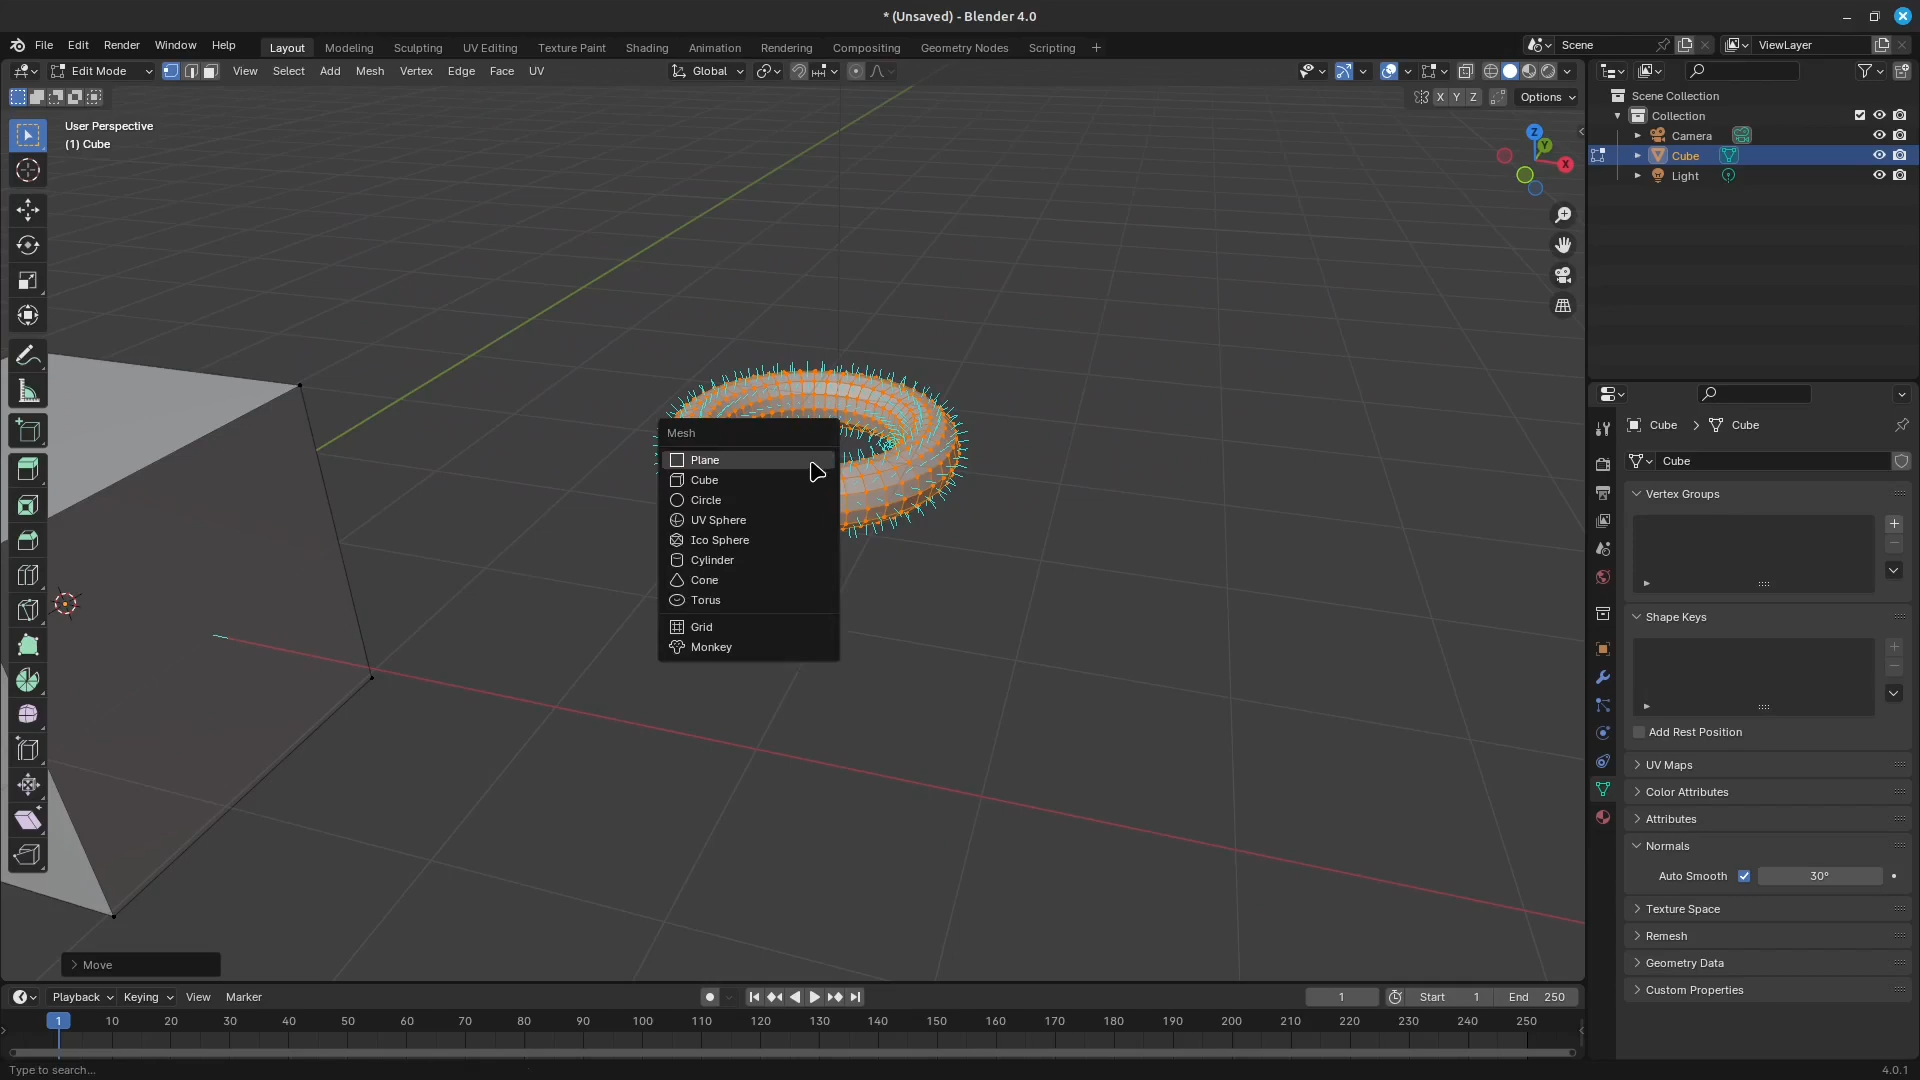 * (Unsaved) - Blender 4.0
File Edit Render Window Help Layout Modeling Sculpting UV Editing Texture Paint Shading Animation Rendering Compositing Geometry Nodes Scripting + Scene ViewLayer
Edit Mode View Select Add Mesh Vertex Edge Face UV Global
X Y Z Options
User Perspective
(1) Cube
Z
Y
X
Scene Collection
Collection
Camera
Cube
Light
Mesh
Plane
Cube
Circle
UV Sphere
Ico Sphere
Cylinder
Cone
Torus
Grid
Monkey
Cube > Cube
Cube
Vertex Groups
Shape Keys
Add Rest Position
UV Maps
Color Attributes
Attributes
Normals
Auto Smooth 30°
Texture Space
Remesh
Geometry Data
Custom Properties
Move
Playback Keying View Marker 1 Start 1 End 250
1 10 20 30 40 50 60 70 80 90 100 110 120 130 140 150 160 170 180 190 200 210 220 230 240 250
Type to search... 4.0.1